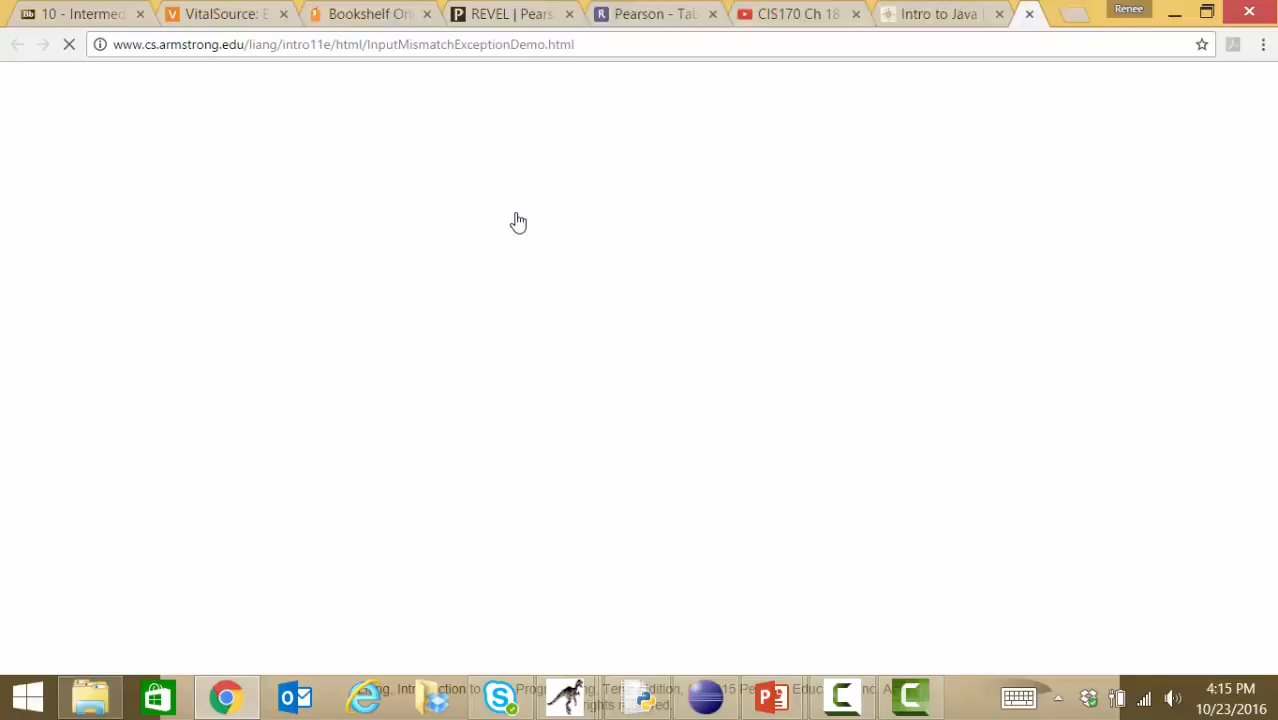 10 - Intermed
VitalSource: E
Bookshelf On
REVEL | Pears
Pearson - Tab
CIS170 Ch 18
Intro to Java
Renee
www.cs.armstrong.edu/liang/intro11e/html/InputMismatchExceptionDemo.html
4:15 PM
10/23/2016